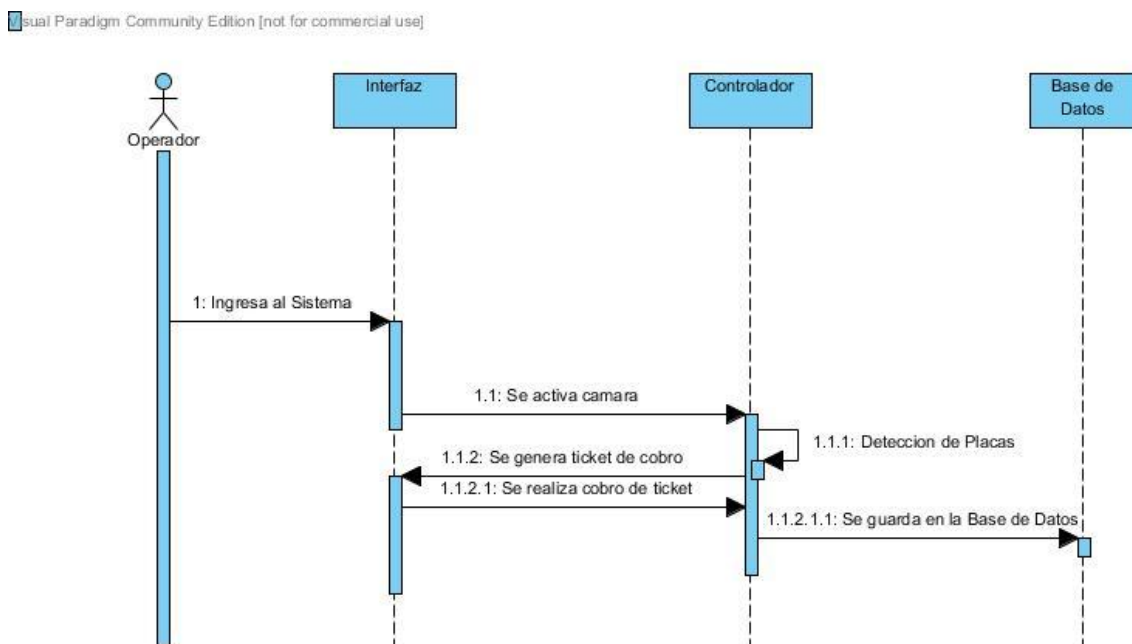 Visual Paradigm Community Edition [not for commercial use]
Operador
Interfaz
Controlador
Base de
Datos
1: Ingresa al Sistema
1.1: Se activa camara
1.1.1: Deteccion de Placas
1.1.2: Se genera ticket de cobro
1.1.2.1: Se realiza cobro de ticket
1.1.2.1.1: Se guarda en la Base de Datos